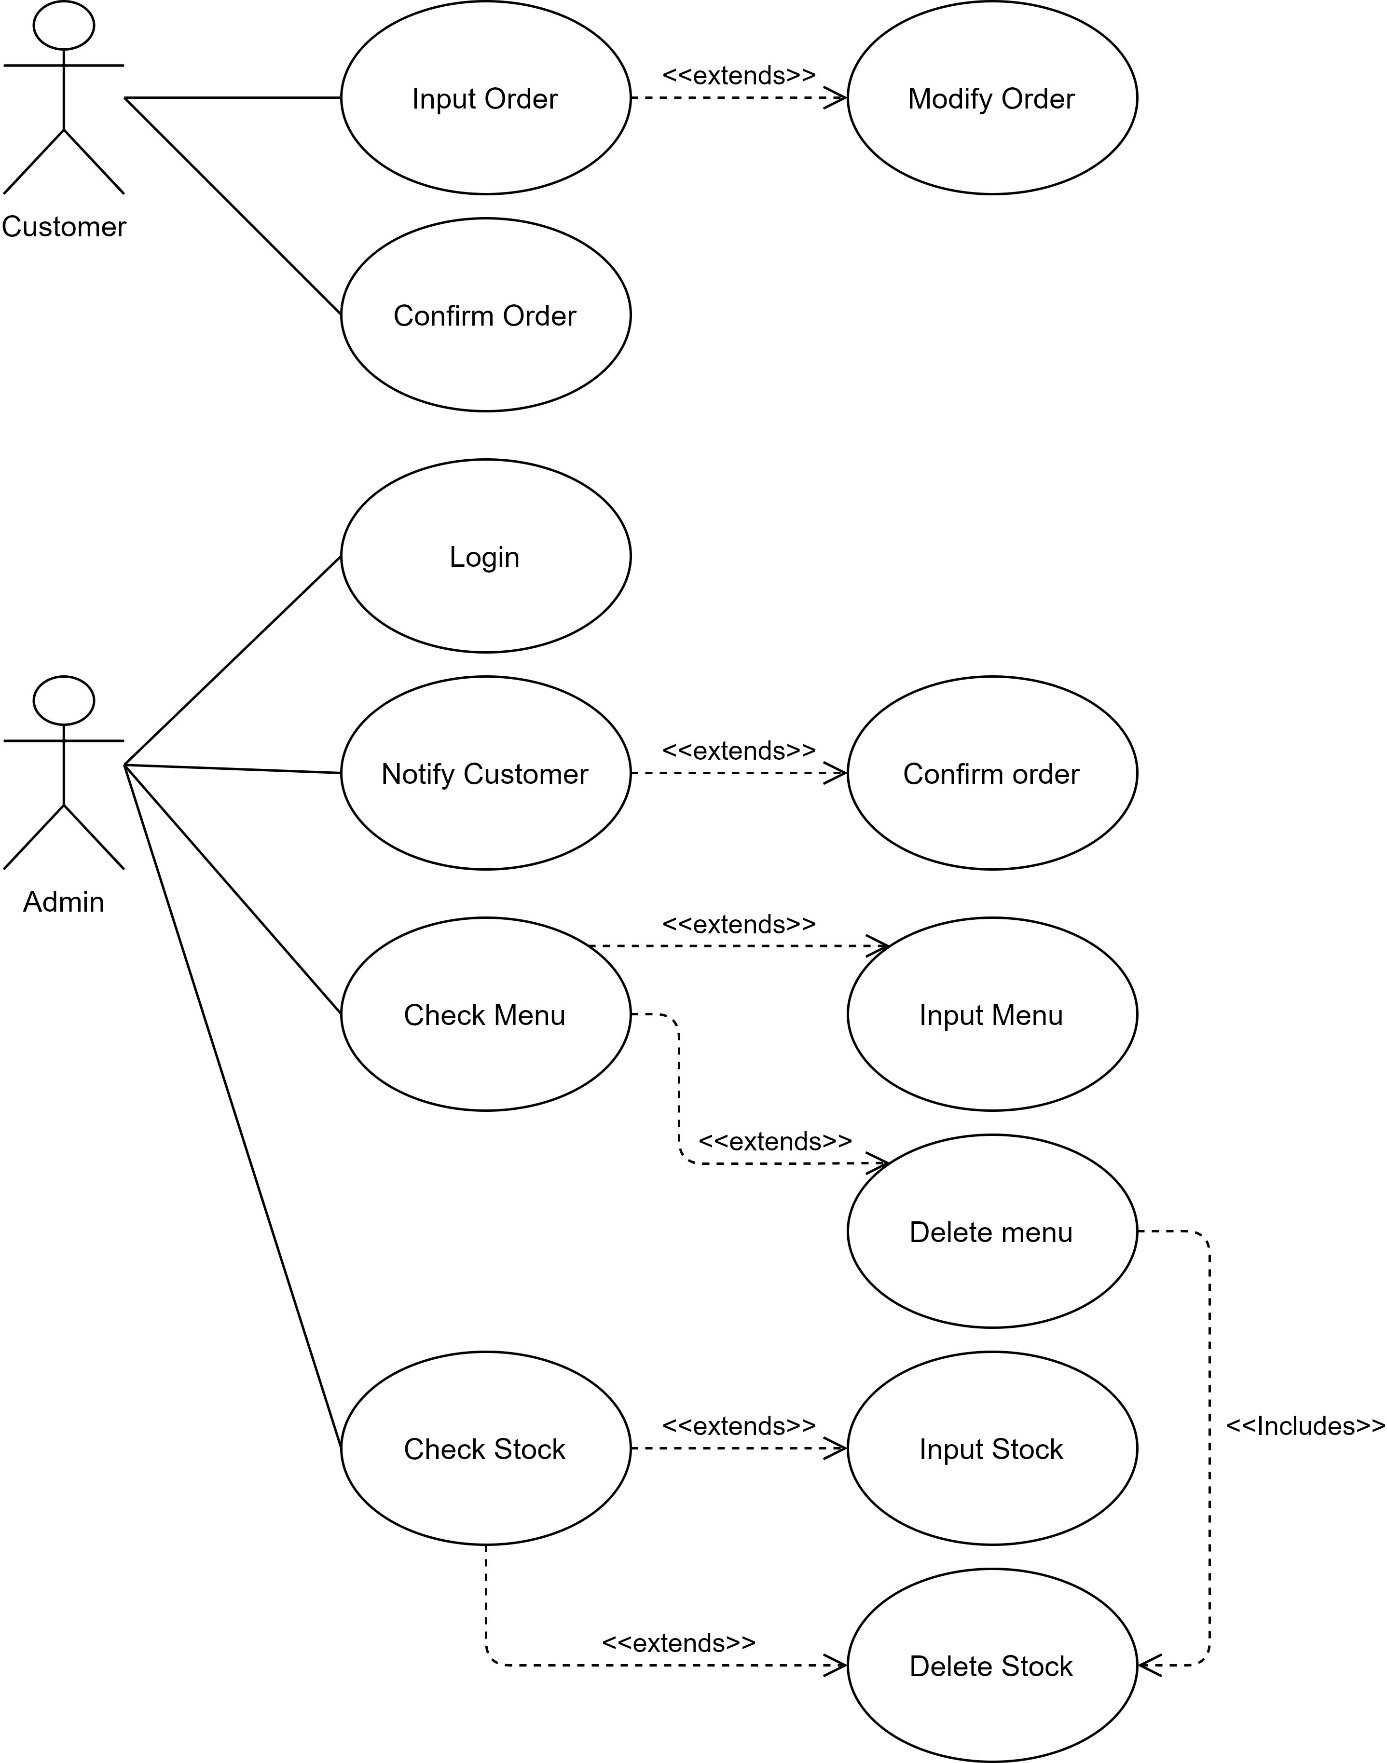 <<extends>>
Input Order
Modify Order
Customer
Confirm Order
Login
<<extends>>
Notify Customer
Confirm order
Admin
<<extends>>
Check Menu
Input Menu
<<extends>>
Delete menu
<<extends>>
<<Includes>>
Check Stock
Input Stock
<<extends>>
Delete Stock